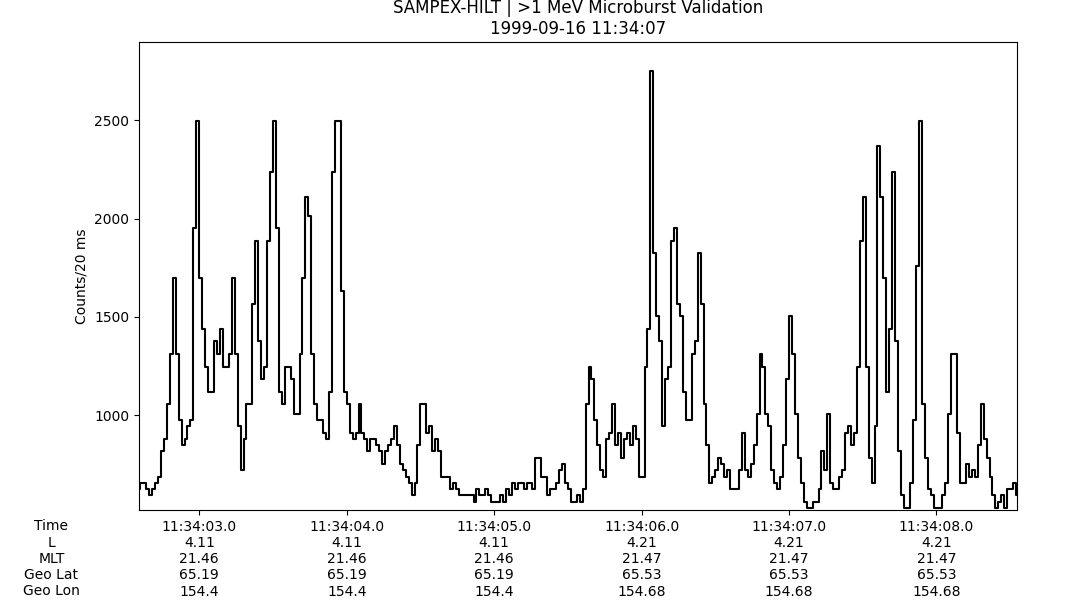 SAMPEX-HILT | >1 MeV Microburst Validation
1999-09-16 11:34:07
Counts/20 ms
2500
2000
1500
1000
Time 11:34:03.0 11:34:04.0 11:34:05.0 11:34:06.0 11:34:07.0 11:34:08.0
L 4.11 4.11 4.11 4.21 4.21 4.21
MLT 21.46 21.46 21.46 21.47 21.47 21.47
Geo Lat 65.19 65.19 65.19 65.53 65.53 65.53
Geo Lon 154.4 154.4 154.4 154.68 154.68 154.68